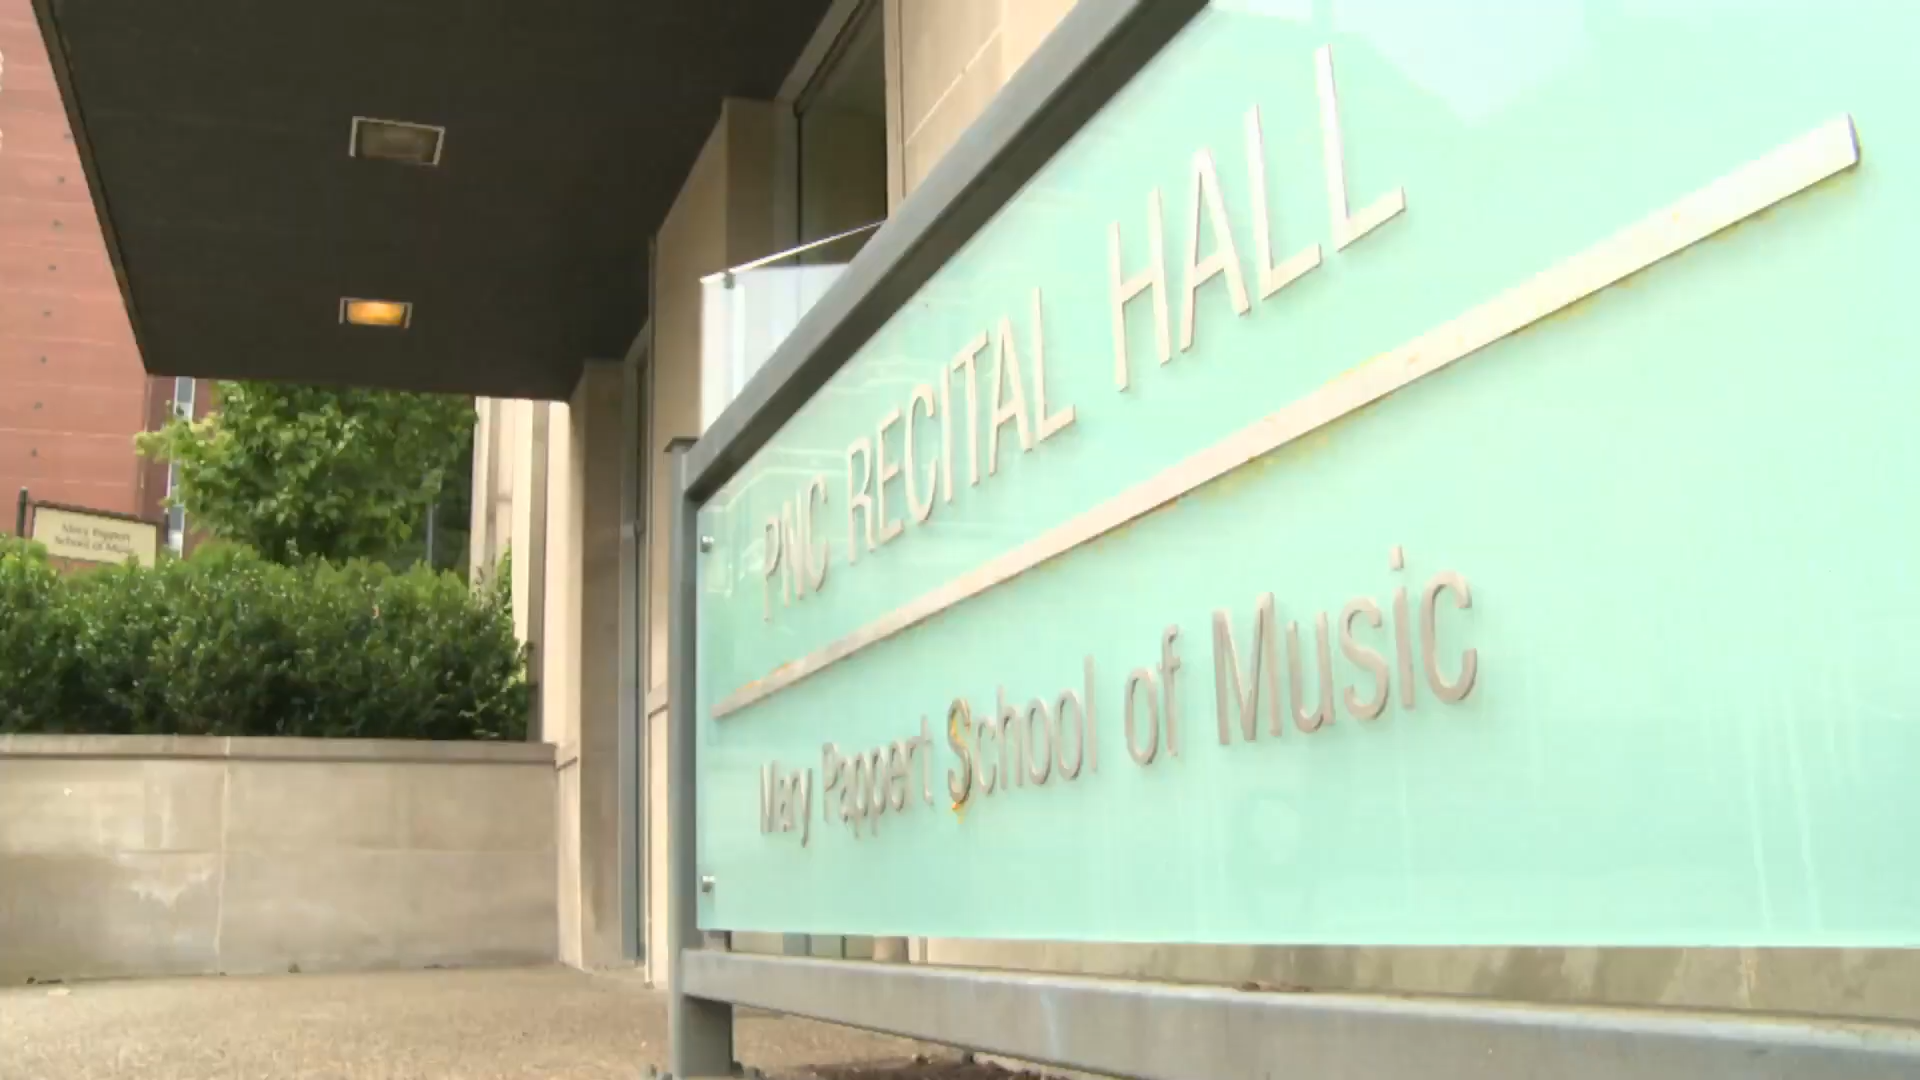 PNC RECITAL HALL
Mary Pappert School of Music
Mary Pappert
School of Music